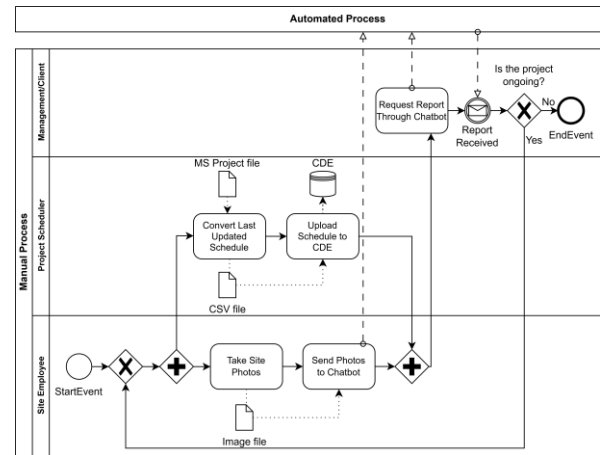 Automated Process
Manual Process
Management/Client
Is the project
ongoing?
Request Report
Through Chatbot
Report
Received
No
Yes
EndEvent
Project Scheduler
MS Project file
CDE
Convert Last
Updated
Schedule
Upload
Schedule to
CDE
CSV file
Site Employee
StartEvent
Take Site
Photos
Send Photos
to Chatbot
Image file